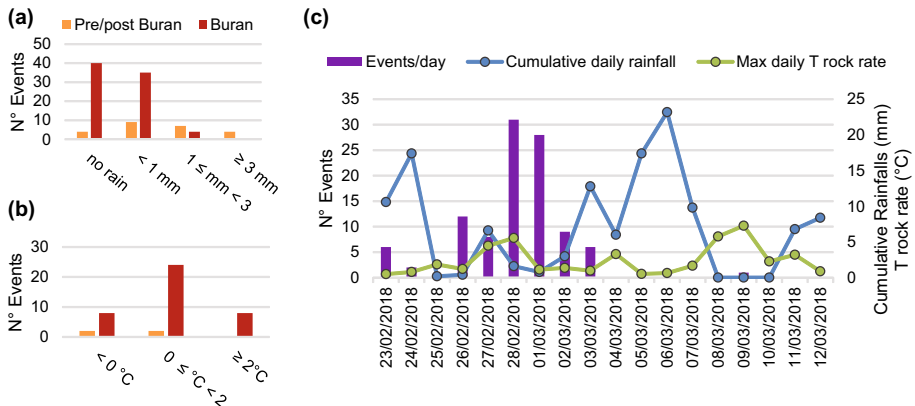 (a)
Pre/post Buran
Buran
N° Events
50
40
30
20
10
0
no rain
< 1 mm
1 ≤ mm < 3
≥ 3 mm
(b)
N° Events
30
20
10
0
< 0 °C
0 ≤ °C < 2
≥ 2°C
(c)
Events/day
Cumulative daily rainfall
Max daily T rock rate
N° Events
35
30
25
20
15
10
5
0
25
20
15
10
5
0
Cumulative Rainfalls (mm)
T rock rate (°C)
23/02/2018
24/02/2018
25/02/2018
26/02/2018
27/02/2018
28/02/2018
01/03/2018
02/03/2018
03/03/2018
04/03/2018
05/03/2018
06/03/2018
07/03/2018
08/03/2018
09/03/2018
10/03/2018
11/03/2018
12/03/2018